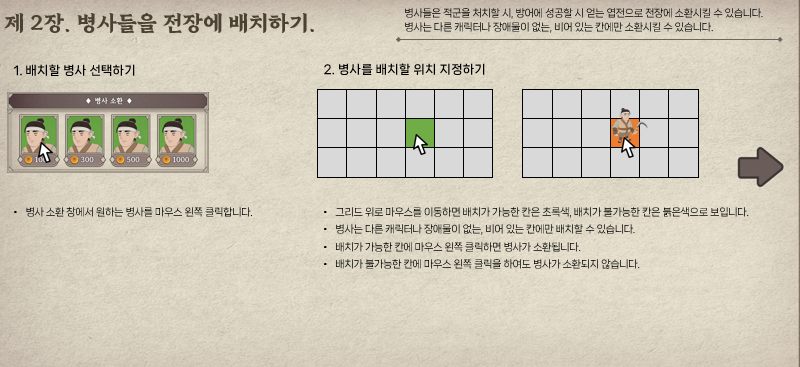 제 2장. 병사들을 전장에 배치하기.
병사들은 적군을 처치할 시, 방어에 성공할 시 얻는 엽전으로 전장에 소환시킬 수 있습니다.
병사는 다른 캐릭터나 장애물이 없는, 비어 있는 칸에만 소환시킬 수 있습니다.
1. 배치할 병사 선택하기
◆ 병사 소환 ◆
300
500
1000
• 병사 소환 창에서 원하는 병사를 마우스 왼쪽 클릭합니다.
2. 병사를 배치할 위치 지정하기
• 그리드 위로 마우스를 이동하면 배치가 가능한 칸은 초록색, 배치가 불가능한 칸은 붉은색으로 보입니다.
• 병사는 다른 캐릭터나 장애물이 없는, 비어 있는 칸에만 배치할 수 있습니다.
• 배치가 가능한 칸에 마우스 왼쪽 클릭하면 병사가 소환됩니다.
• 배치가 불가능한 칸에 마우스 왼쪽 클릭을 하여도 병사가 소환되지 않습니다.